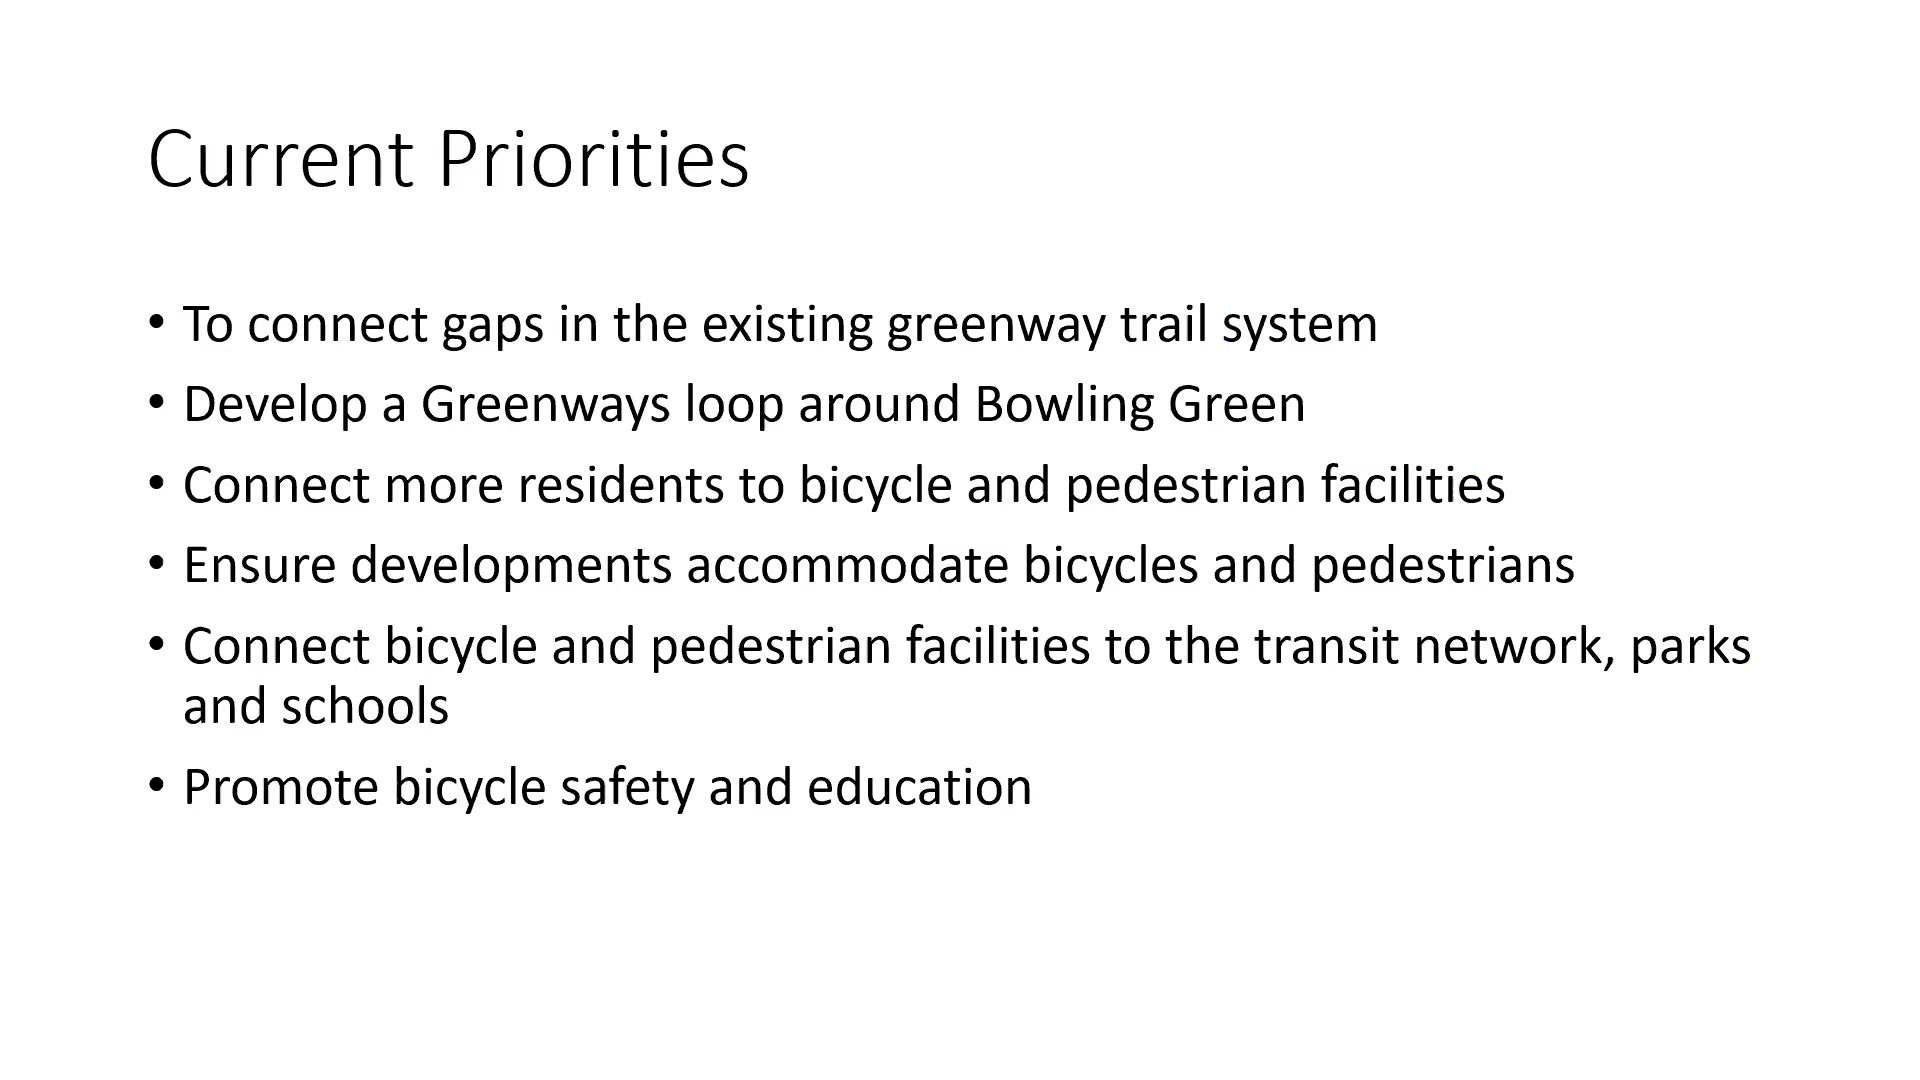 Current Priorities
• To connect gaps in the existing greenway trail system
• Develop a Greenways loop around Bowling Green
• Connect more residents to bicycle and pedestrian facilities
• Ensure developments accommodate bicycles and pedestrians
• Connect bicycle and pedestrian facilities to the transit network, parks
and schools
• Promote bicycle safety and education